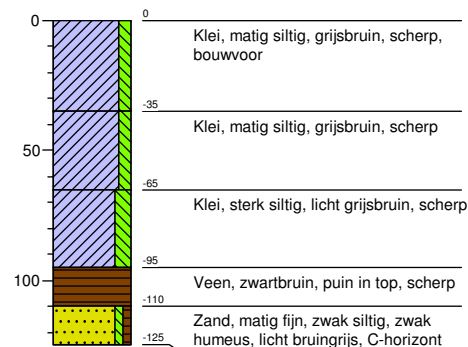 0
0
Klei, matig siltig, grijsbruin, scherp,
bouwvoor
-35
Klei, matig siltig, grijsbruin, scherp
50
-65
Klei, sterk siltig, licht grijsbruin, scherp
-95
100
Veen, zwartbruin, puin in top, scherp
-110
Zand, matig fijn, zwak siltig, zwak
humeus, licht bruingrijs, C-horizont
-125